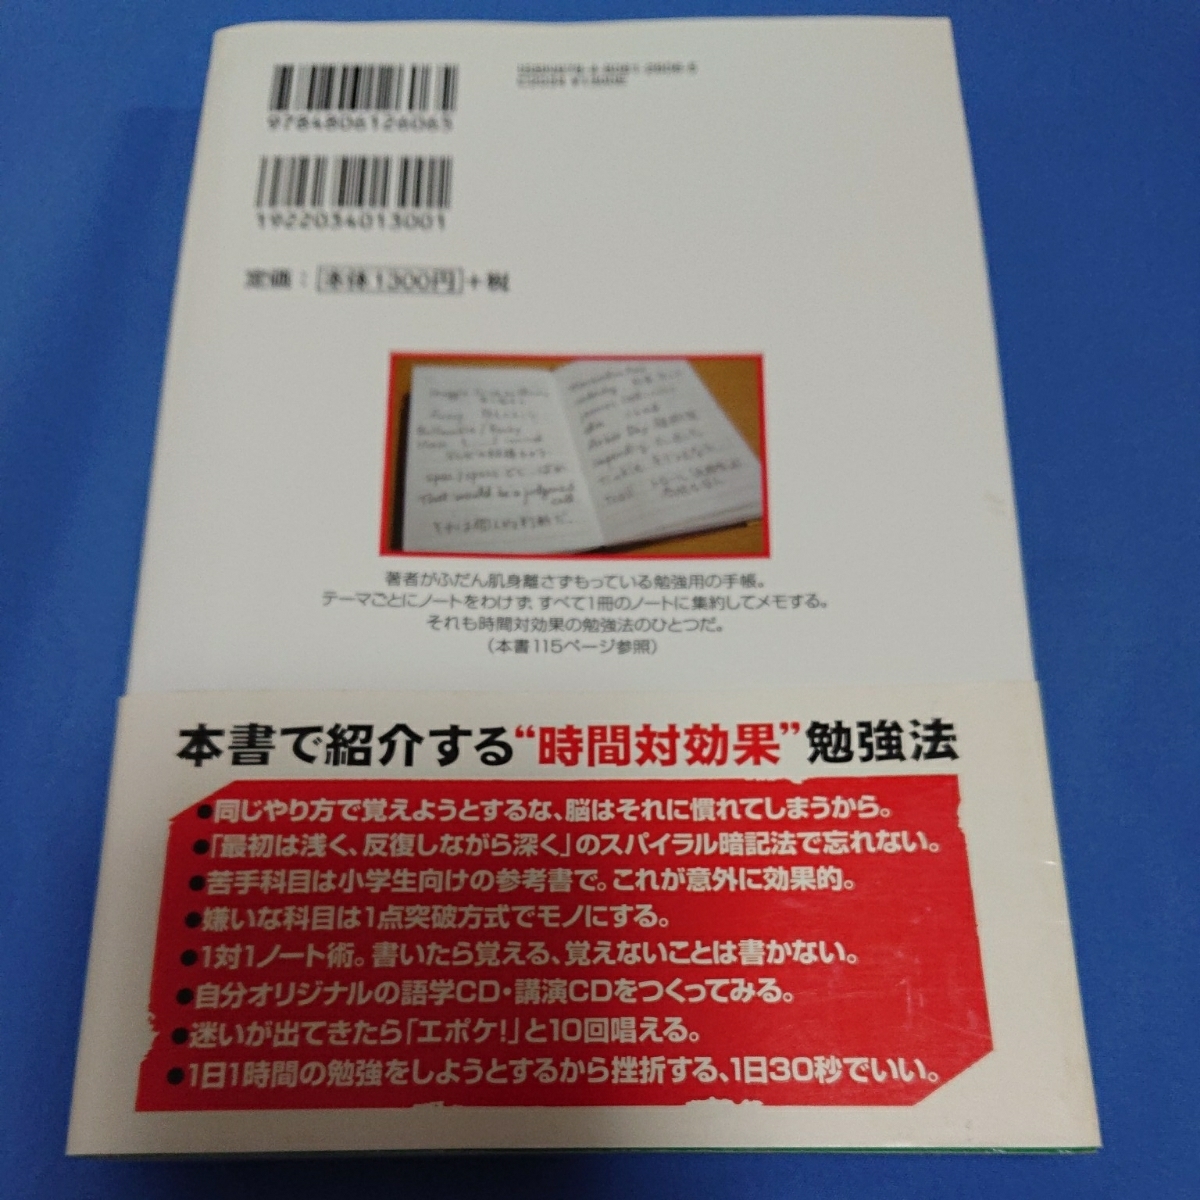 9784806126065
ISBN978-4-8061-2606-5
1922034013001
定価：本体1300円+税
That would be a judgment call
著者がふだん肌身離さずもっている勉強用の手帳。
テーマごとにノートをわけず、すべて1冊のノートに集約してメモする。
それも時間対効果の勉強法のひとつだ。
（本書115ページ参照）
本書で紹介する“時間対効果”勉強法
●同じやり方で覚えようとするな、脳はそれに慣れてしまうから。
●「最初は浅く、反復しながら深く」のスパイラル暗記法で忘れない。
●苦手科目は小学生向けの参考書で。これが意外に効果的。
●嫌いな科目は1点突破方式でモノにする。
●1対1ノート術。書いたら覚える、覚えないことは書かない。
●自分オリジナルの語学CD・講演CDをつくってみる。
●迷いが出てきたら「エポケ!」と10回唱える。
●1日1時間の勉強をしようとするから挫折する、1日30秒でいい。